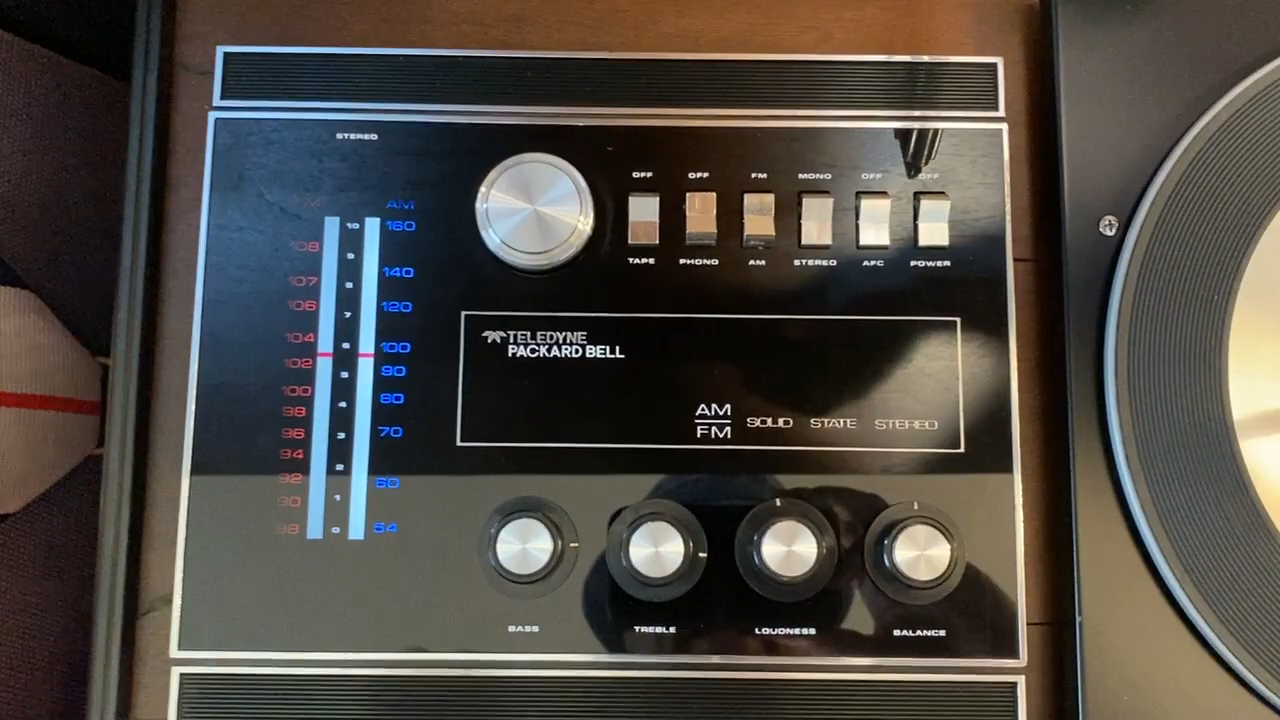 STEREO
FM AM
OFF OFF FM MONO OFF OFF
TAPE PHONO AM STEREO AFC POWER
10 160
108
9
107 8 140
106 120
7
104 6 100
102 5 90
100 4 80
98
96 3 70
94 2
92 60
90 1
88 0 54
TELEDYNE
PACKARD BELL
AM
FM SOLID STATE STEREO
BASS TREBLE LOUDNESS BALANCE